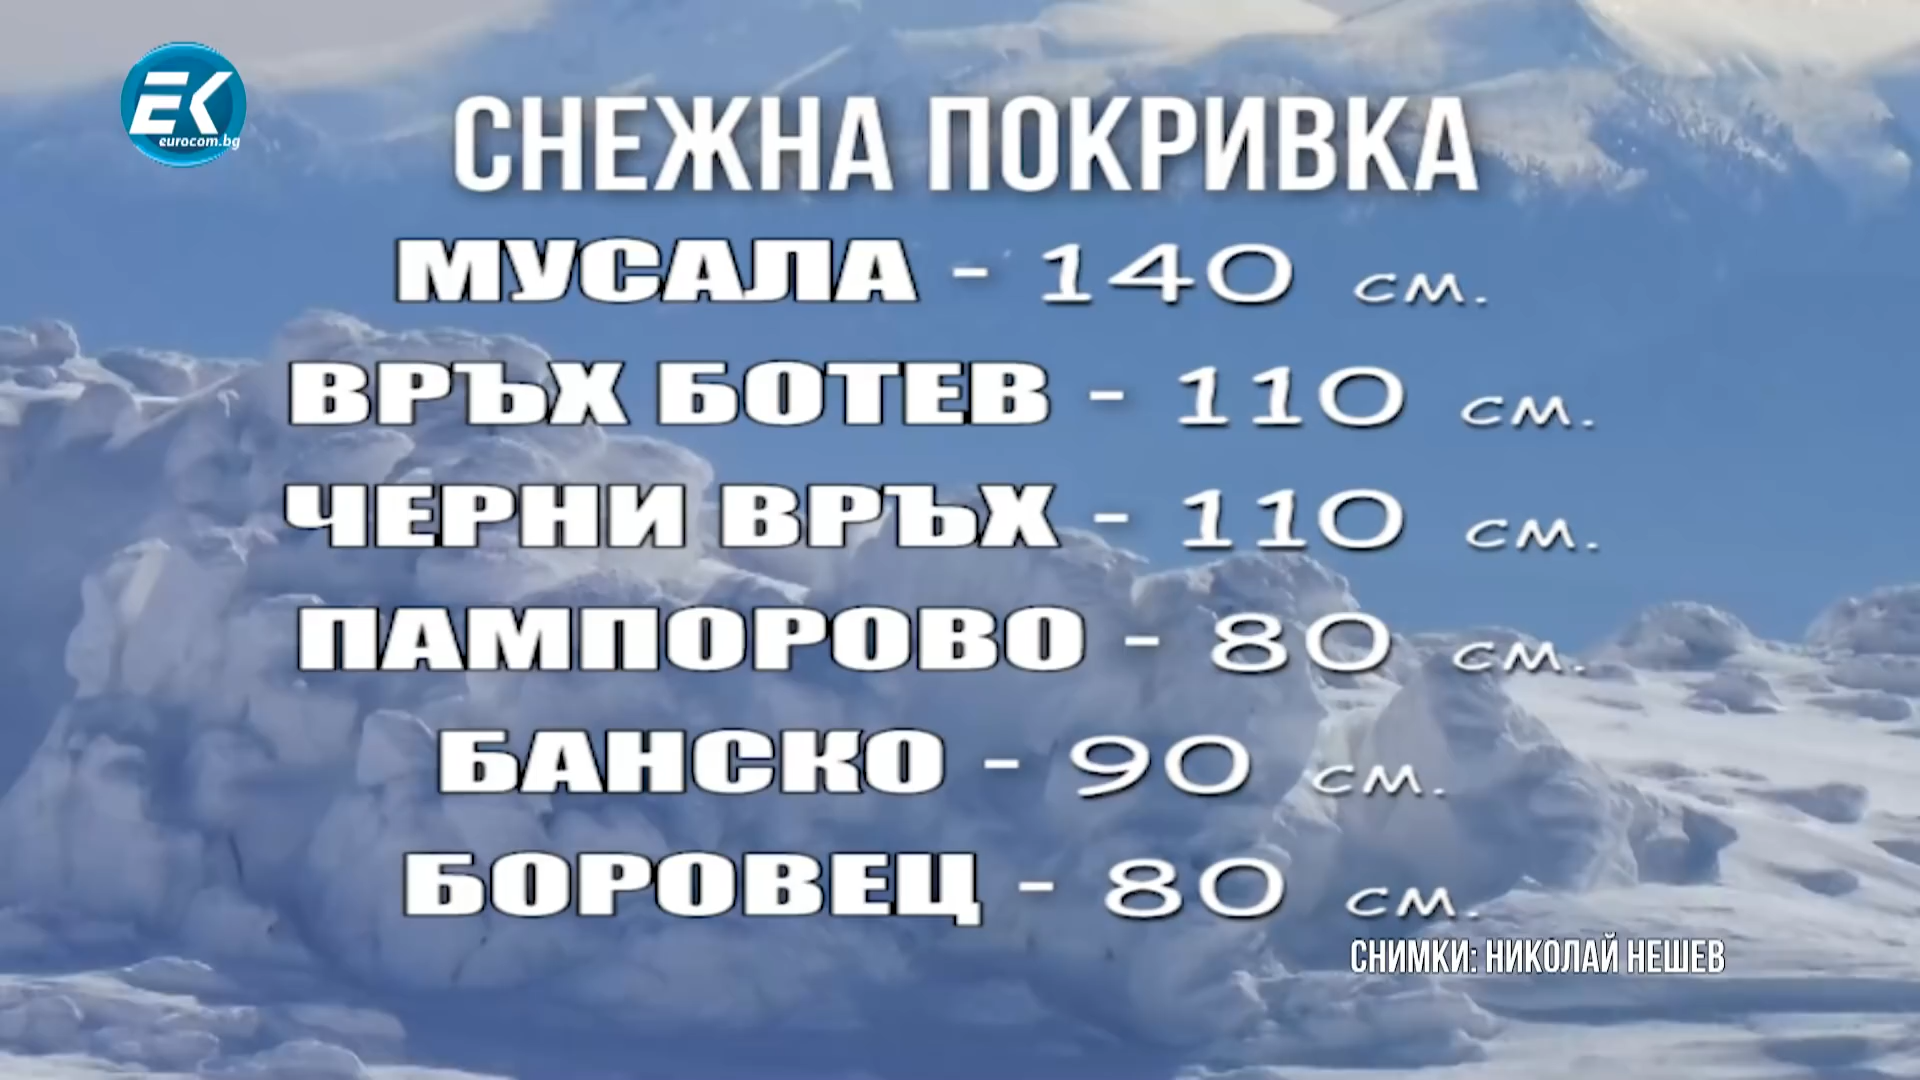 EK
eurocom.bg
СНЕЖНА ПОКРИВКА
МУСАЛА - 140 см.
ВРЪХ БОТЕВ - 110 см.
ЧЕРНИ ВРЪХ - 110 см.
ПАМПОРОВО - 80 см.
БАНСКО - 90 см.
БОРОВЕЦ - 80 см.
СНИМКИ: НИКОЛАЙ НЕШЕВ